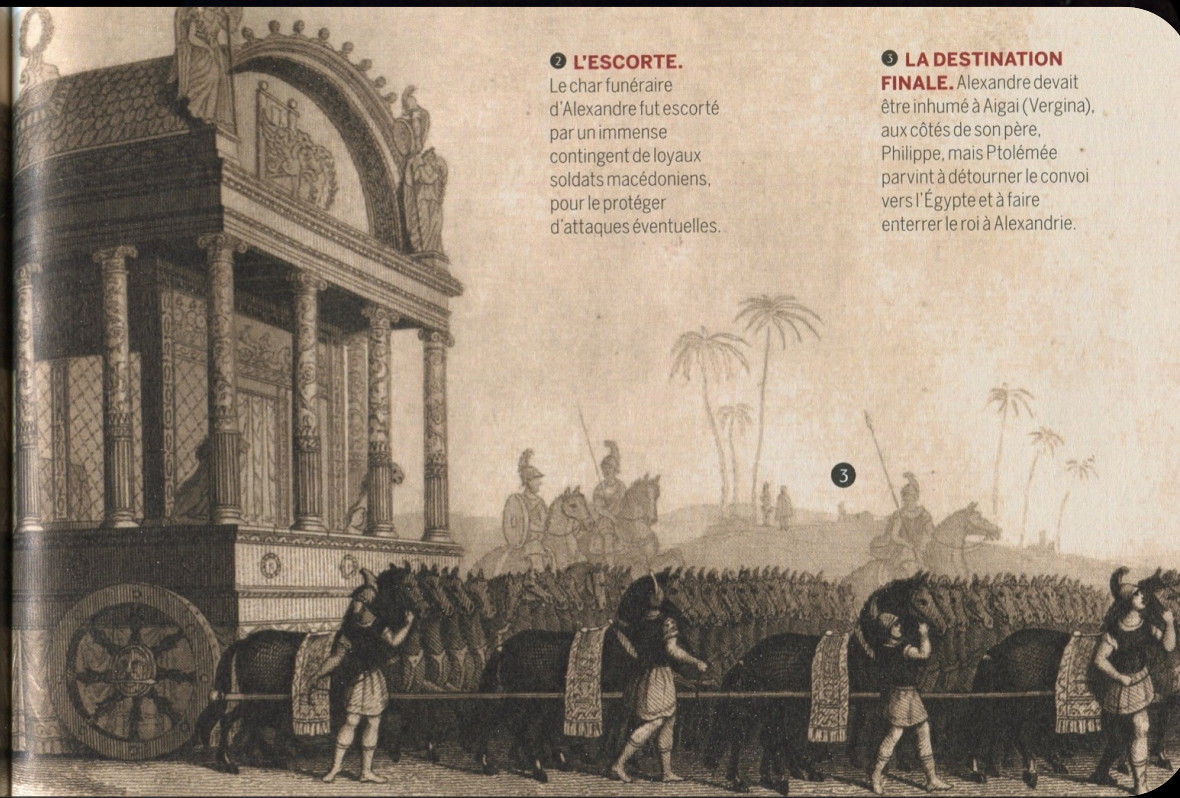 2 L'ESCORTE.
Le char funéraire
d'Alexandre fut escorté
par un immense
contingent de loyaux
soldats macédoniens,
pour le protéger
d'attaques éventuelles.
3 LA DESTINATION
FINALE. Alexandre devait
être inhumé à Aigai (Vergina),
aux côtés de son père,
Philippe, mais Ptolémée
parvint à détourner le convoi
vers l'Égypte et à faire
enterrer le roi à Alexandrie.
3